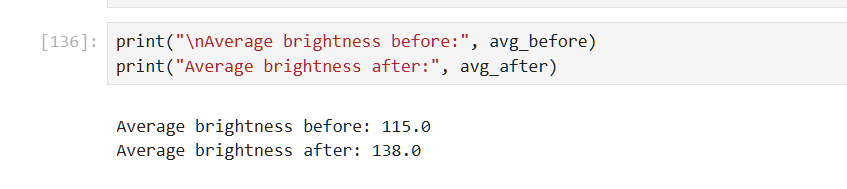 [136]: print("\nAverage brightness before:", avg_before)
print("Average brightness after:", avg_after)
Average brightness before: 115.0
Average brightness after: 138.0